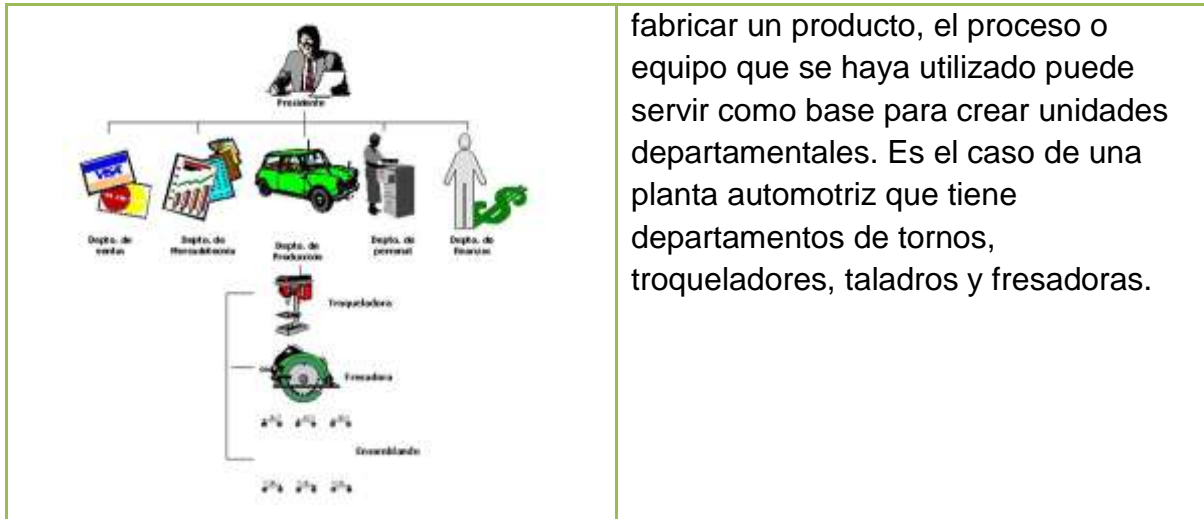 Presidente
VISA
Depto. de
ventas
Depto. de
Mercadotecnia
Depto. de
Producción
Depto. de
personal
Depto. de
finanzas
Troqueladora
Fresadora
Ensamblando
fabricar un producto, el proceso o
equipo que se haya utilizado puede
servir como base para crear unidades
departamentales. Es el caso de una
planta automotriz que tiene
departamentos de tornos,
troqueladores, taladros y fresadoras.